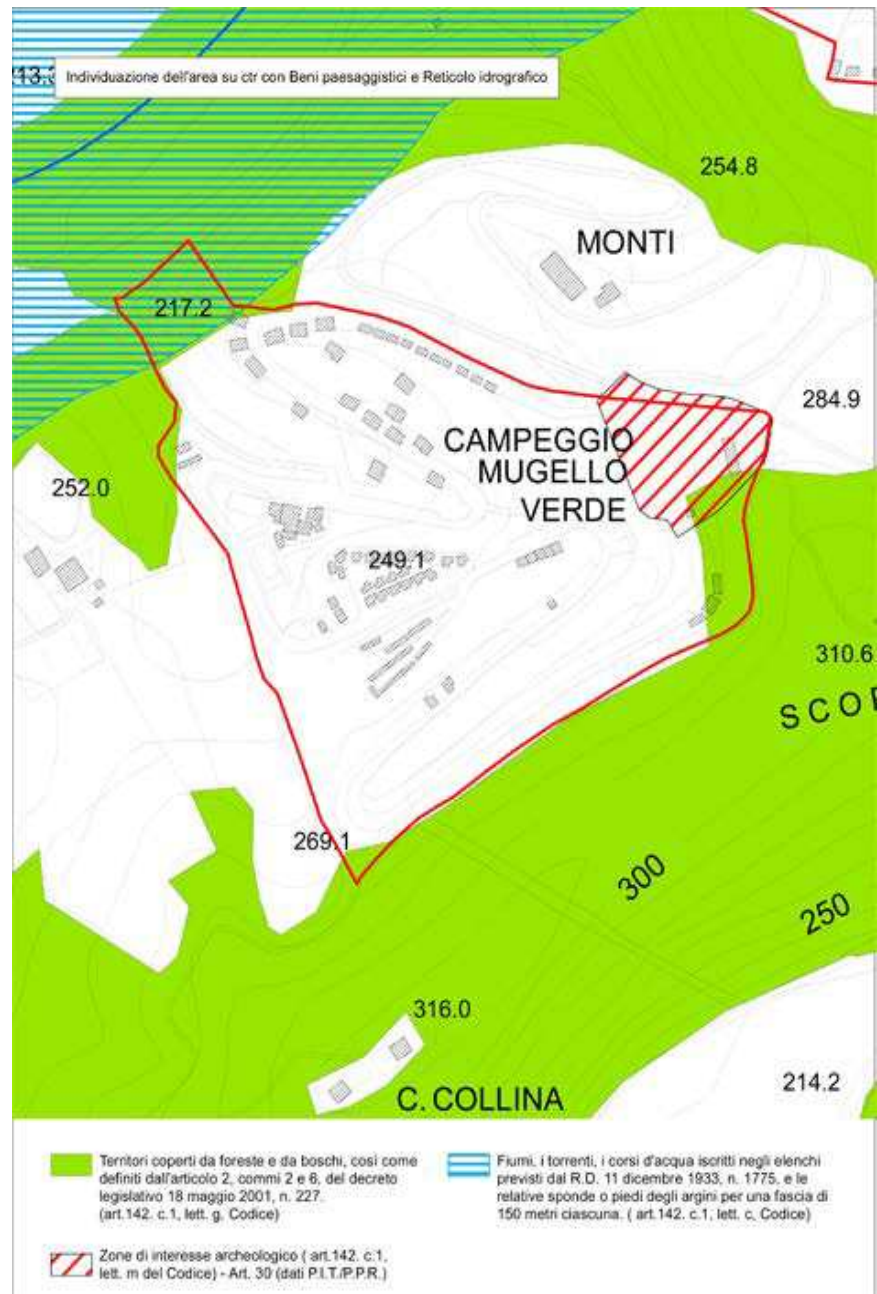 Individuazione dell'area su ctr con Beni paesaggistici e Reticolo idrografico
254.8
MONTI
217.2
284.9
CAMPEGGIO
MUGELLO
VERDE
252.0
249.1
310.6
269.1
300
250
316.0
214.2
C. COLLINA
Territori coperti da foreste e da boschi, così come
definiti dall'articolo 2, commi 2 e 6, del decreto
legislativo 18 maggio 2001, n. 227.
(art.142. c.1, lett. g, Codice)
Fiumi, i torrenti, i corsi d'acqua iscritti negli elenchi
previsti dal R.D. 11 dicembre 1933, n. 1775, e le
relative sponde o piedi degli argini per una fascia di
150 metri ciascuna. ( art.142. c.1, lett. c, Codice)
Zone di interesse archeologico ( art.142. c.1,
lett. m del Codice) - Art. 30 (dati P.I.T./P.P.R.)